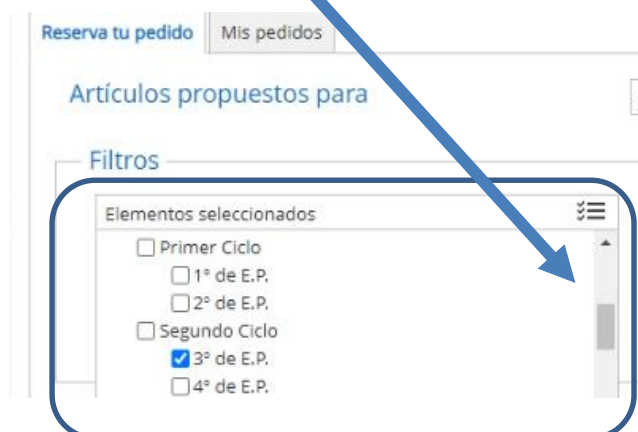 Reserva tu pedido Mis pedidos
Artículos propuestos para
Filtros
Elementos seleccionados
Primer Ciclo
1º de E.P.
2º de E.P.
Segundo Ciclo
3º de E.P.
4º de E.P.